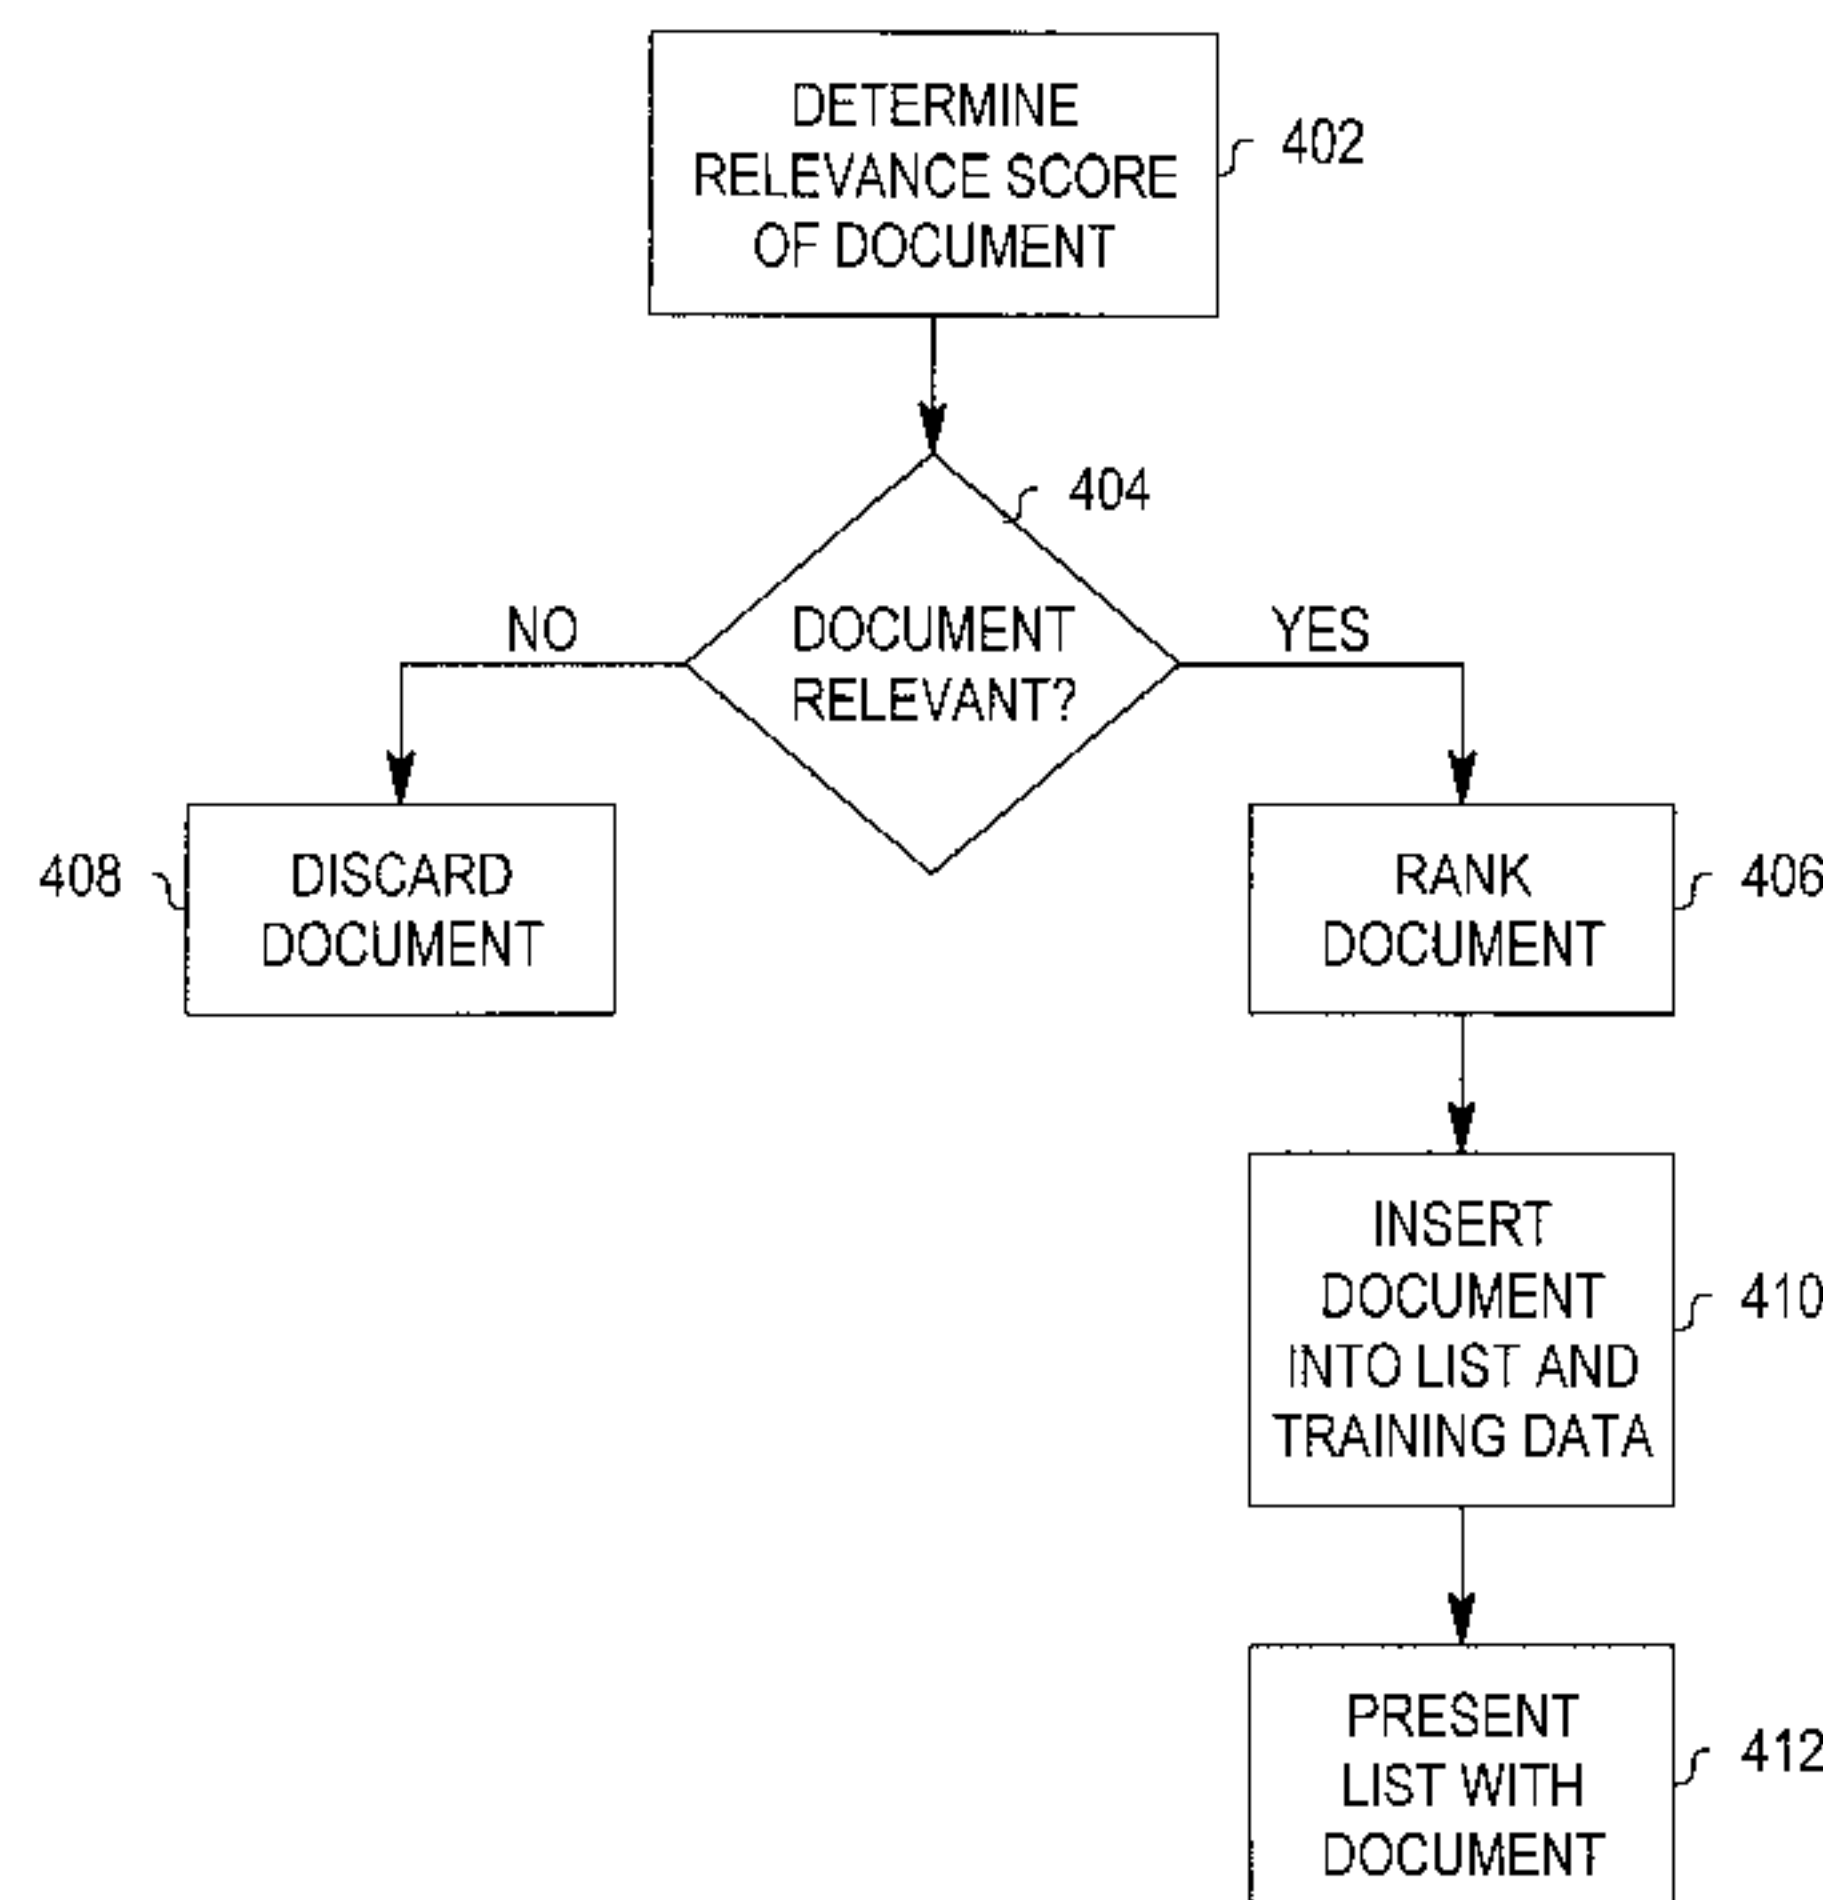 DETERMINE
RELEVANCE SCORE
OF DOCUMENT
402
404
DOCUMENT
RELEVANT?
NO
YES
408
DISCARD
DOCUMENT
RANK
DOCUMENT
406
INSERT
DOCUMENT
INTO LIST AND
TRAINING DATA
410
PRESENT
LIST WITH
DOCUMENT
412